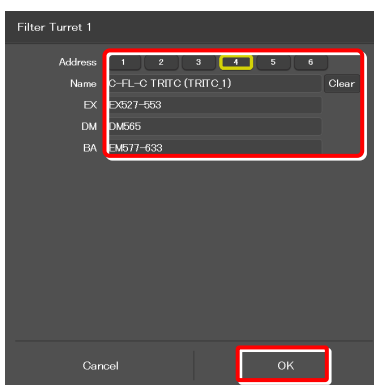 Filter Turret 1
Address 1 2 3 4 5 6
Name C-FL-C TRITC (TRITC_1) Clear
EX EX527-553
DM DM565
BA EM577-633
Cancel OK